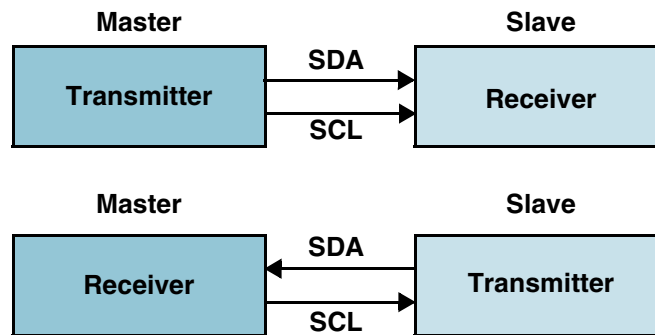 Master Slave
Transmitter SDA Receiver
SCL
Master Slave
Receiver SDA Transmitter
SCL